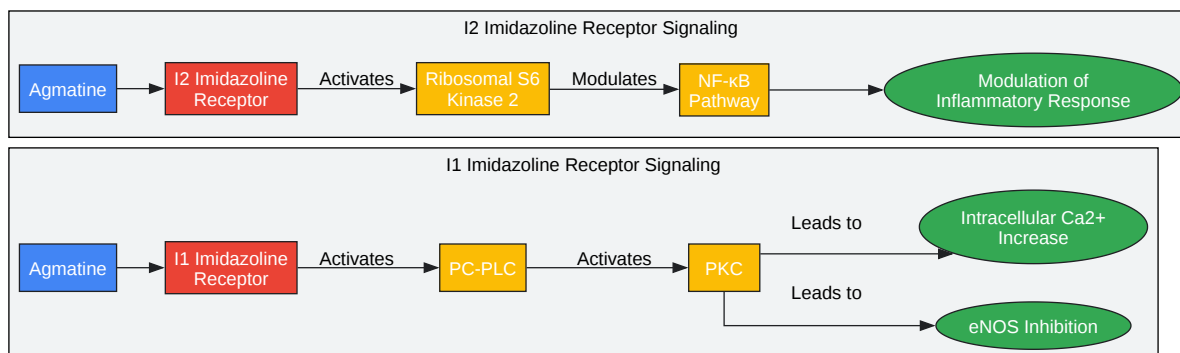 I2 Imidazoline Receptor Signaling
Agmatine
I2 Imidazoline
Receptor
Activates
Ribosomal S6
Kinase 2
Modulates
NF-κB
Pathway
Modulation of
Inflammatory Response
I1 Imidazoline Receptor Signaling
Agmatine
I1 Imidazoline
Receptor
Activates
PC-PLC
Activates
PKC
Leads to
Intracellular Ca2+
Increase
Leads to
eNOS Inhibition